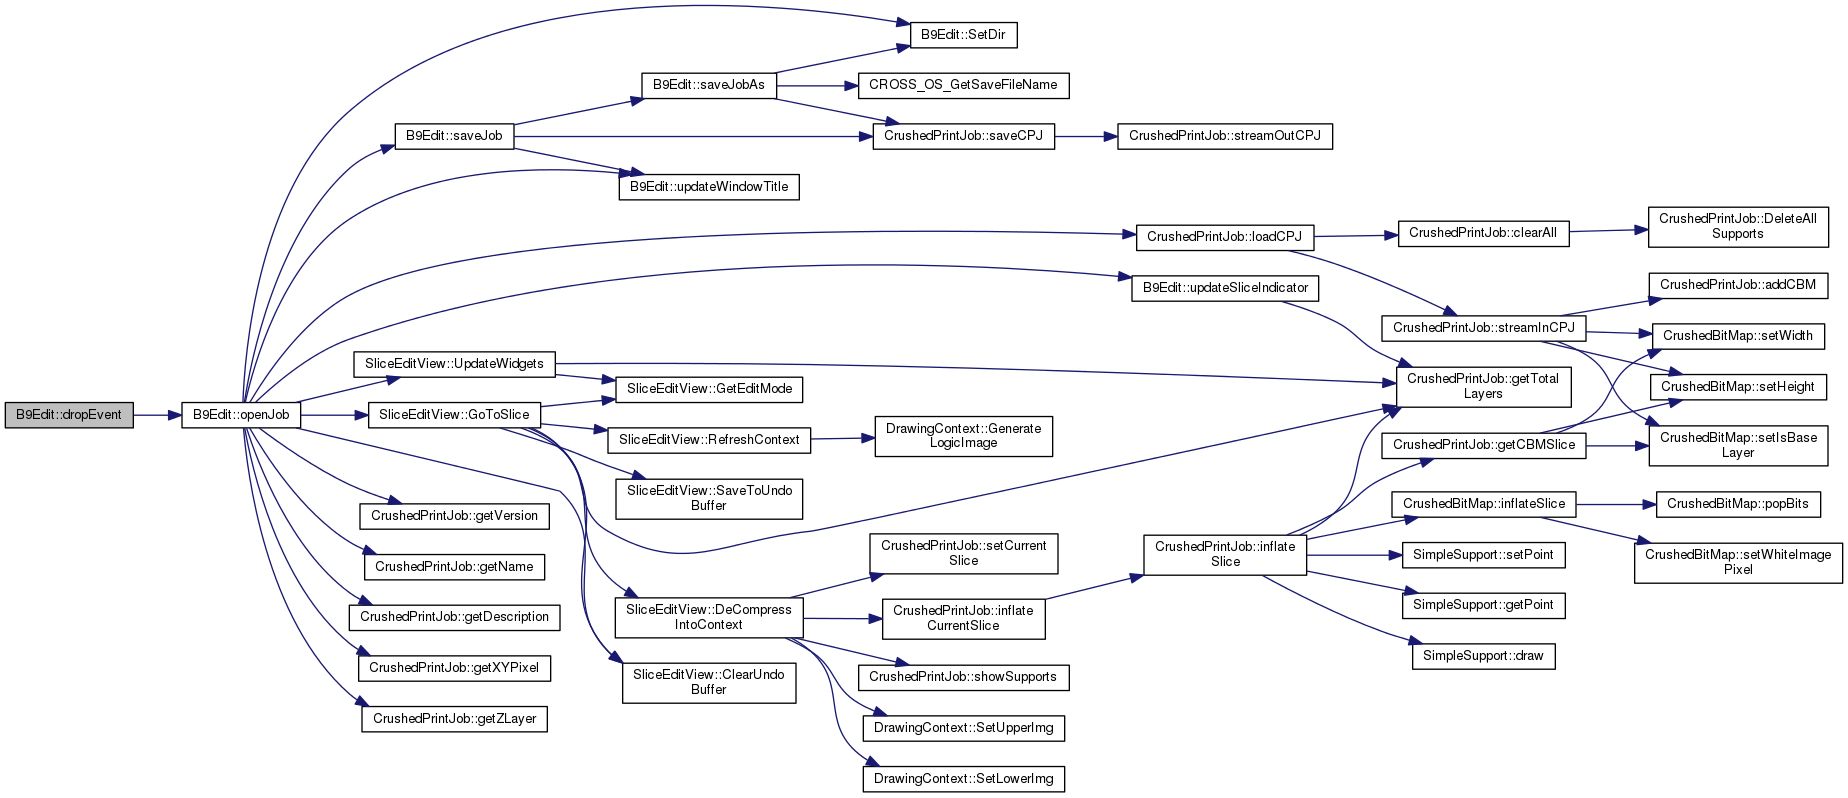 B9Edit::SetDir
B9Edit::saveJobAs
CROSS_OS_GetSaveFileName
B9Edit::saveJob
CrushedPrintJob::saveCPJ
CrushedPrintJob::streamOutCPJ
B9Edit::updateWindowTitle
CrushedPrintJob::loadCPJ
CrushedPrintJob::clearAll
CrushedPrintJob::DeleteAll
Supports
B9Edit::updateSliceIndicator
CrushedPrintJob::addCBM
CrushedPrintJob::streamInCPJ
CrushedBitMap::setWidth
SliceEditView::UpdateWidgets
SliceEditView::GetEditMode
CrushedPrintJob::getTotal
Layers
CrushedBitMap::setHeight
B9Edit::dropEvent
B9Edit::openJob
SliceEditView::GoToSlice
SliceEditView::RefreshContext
DrawingContext::Generate
LogicImage
CrushedPrintJob::getCBMSlice
CrushedBitMap::setIsBase
Layer
SliceEditView::SaveToUndo
Buffer
CrushedBitMap::inflateSlice
CrushedBitMap::popBits
CrushedPrintJob::getVersion
CrushedPrintJob::setCurrent
Slice
CrushedPrintJob::inflate
Slice
SimpleSupport::setPoint
CrushedBitMap::setWhiteImage
Pixel
CrushedPrintJob::getName
SliceEditView::DeCompress
IntoContext
CrushedPrintJob::inflate
CurrentSlice
SimpleSupport::getPoint
CrushedPrintJob::getDescription
SimpleSupport::draw
CrushedPrintJob::getXYPixel
SliceEditView::ClearUndo
Buffer
CrushedPrintJob::showSupports
CrushedPrintJob::getZLayer
DrawingContext::SetUpperImg
DrawingContext::SetLowerImg